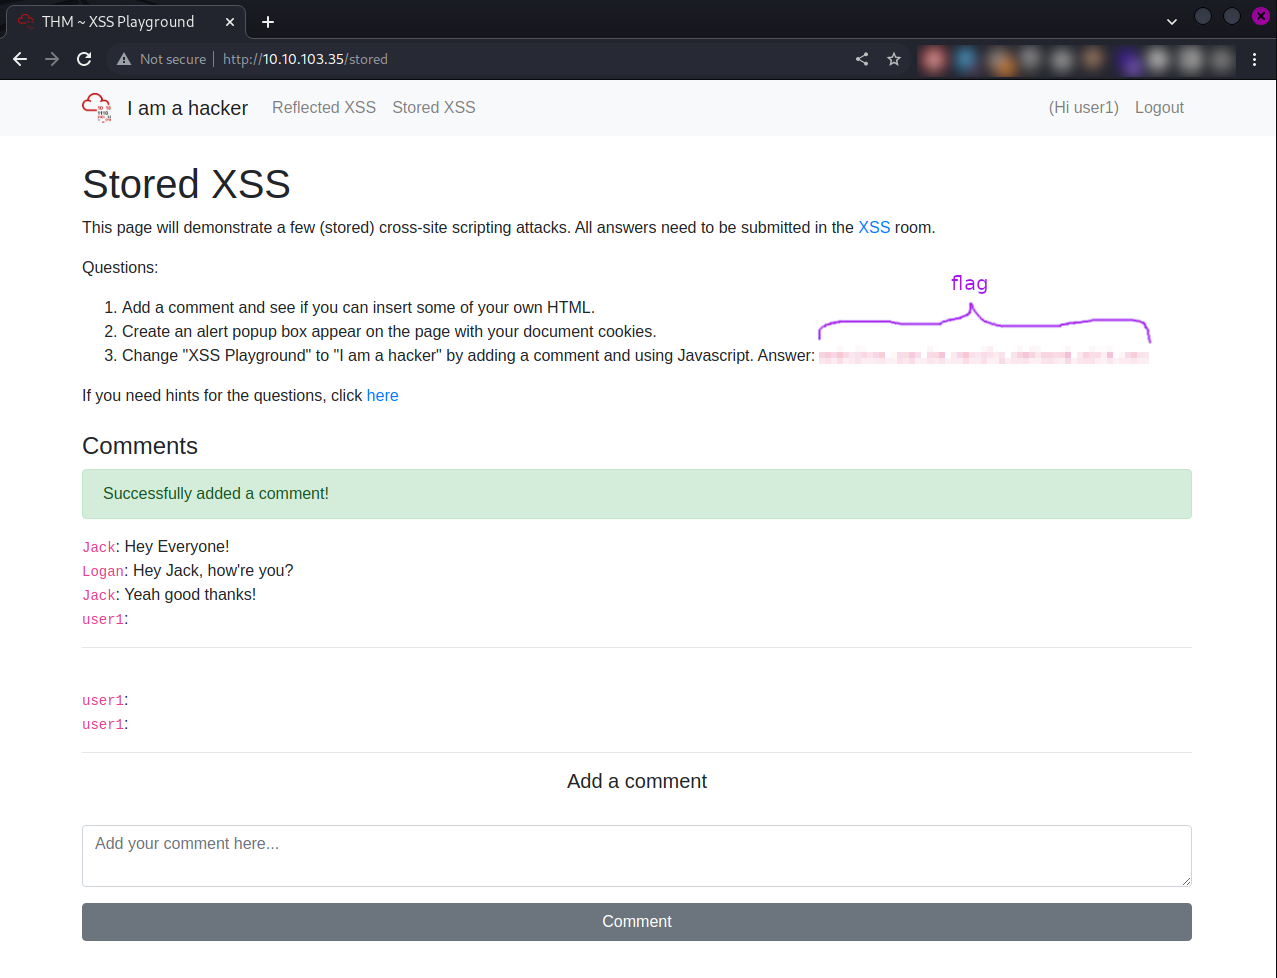 THM ~ XSS Playground
Not secure http://10.10.103.35/stored
I am a hacker Reflected XSS Stored XSS (Hi user1) Logout
Stored XSS
This page will demonstrate a few (stored) cross-site scripting attacks. All answers need to be submitted in the XSS room.
Questions:
flag
1. Add a comment and see if you can insert some of your own HTML.
2. Create an alert popup box appear on the page with your document cookies.
3. Change "XSS Playground" to "I am a hacker" by adding a comment and using Javascript. Answer:
If you need hints for the questions, click here
Comments
Successfully added a comment!
Jack: Hey Everyone!
Logan: Hey Jack, how're you?
Jack: Yeah good thanks!
user1:
user1:
user1:
Add a comment
Add your comment here...
Comment